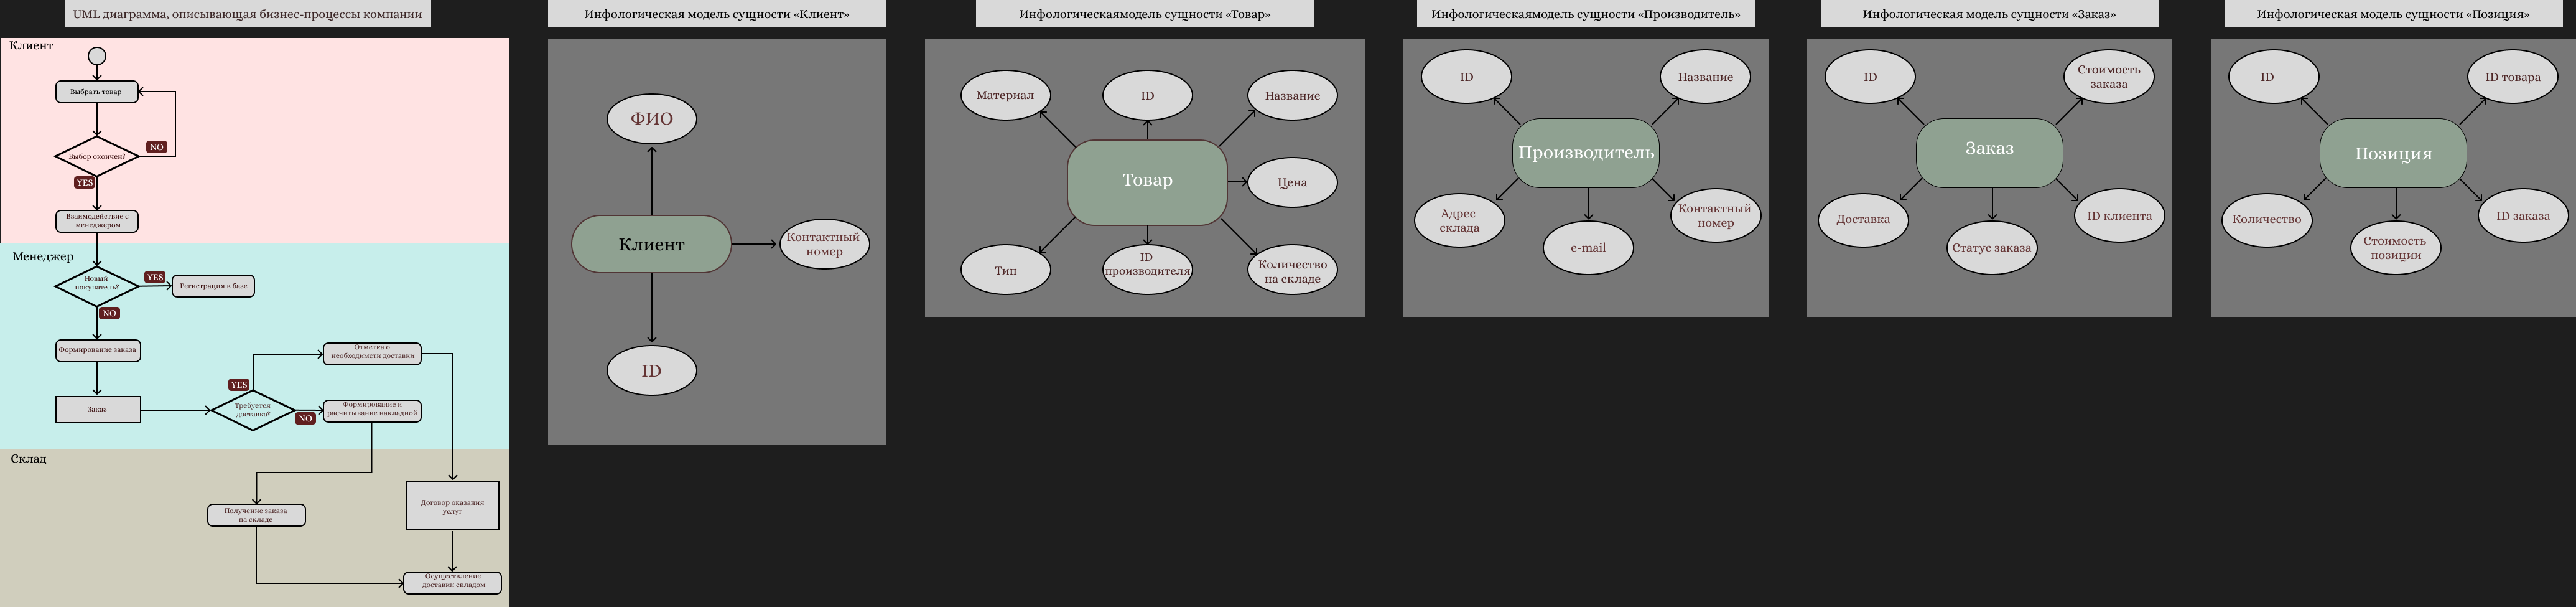 UML диаграмма, описывающая бизнес-процессы компании
Клиент
Выбрать товар
Выбор окончен?
NO
YES
Взаимодействие с
менеджером
Менеджер
Новый
покупатель?
YES
Регистрация в базе
NO
Формирование заказа
Заказ
Требуется
доставка?
YES
Отметка о
необходимсти доставки
NO
Формирование и
расчитывание накладной
Склад
Получение заказа
на складе
Договор оказания
услуг
Осуществление
доставки складом
Инфологическая модель сущности «Клиент»
ФИО
Клиент
Контактный
номер
ID
Инфологическаямодель сущности «Товар»
Материал
ID
Название
Товар
Цена
Тип
ID
производителя
Количество
на складе
Инфологическаямодель сущности «Производитель»
ID
Название
Производитель
Адрес
склада
e-mail
Контактный
номер
Инфологическая модель сущности «Заказ»
ID
Стоимость
заказа
Заказ
Доставка
Статус заказа
ID клиента
Инфологическая модель сущности «Позиция»
ID
ID товара
Позиция
Количество
Стоимость
позиции
ID заказа